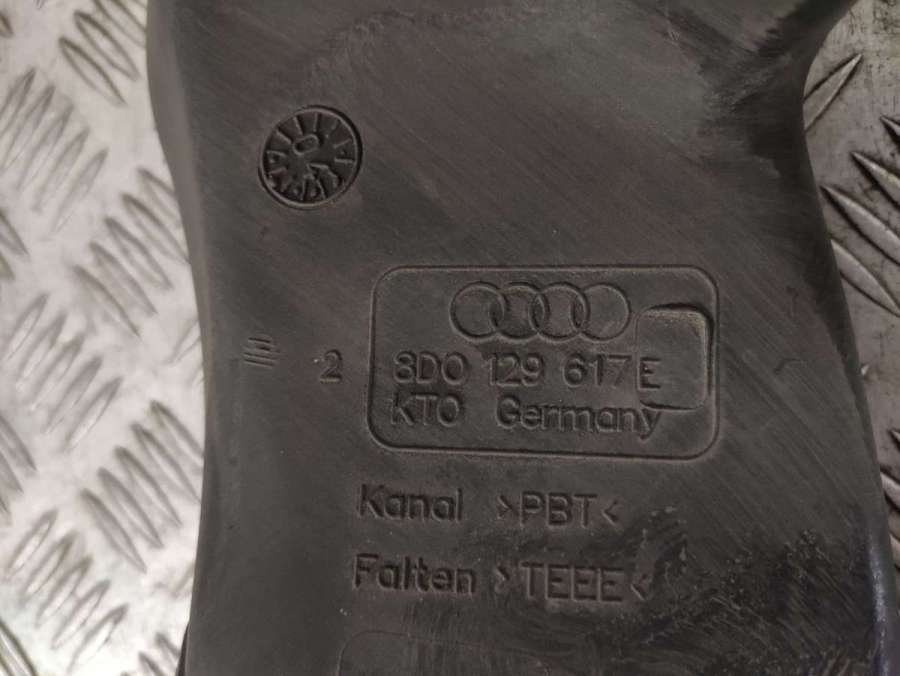 2
8D0 129 617 E
KTO Germany
Kanal >PBT<
Falten >TEEE<